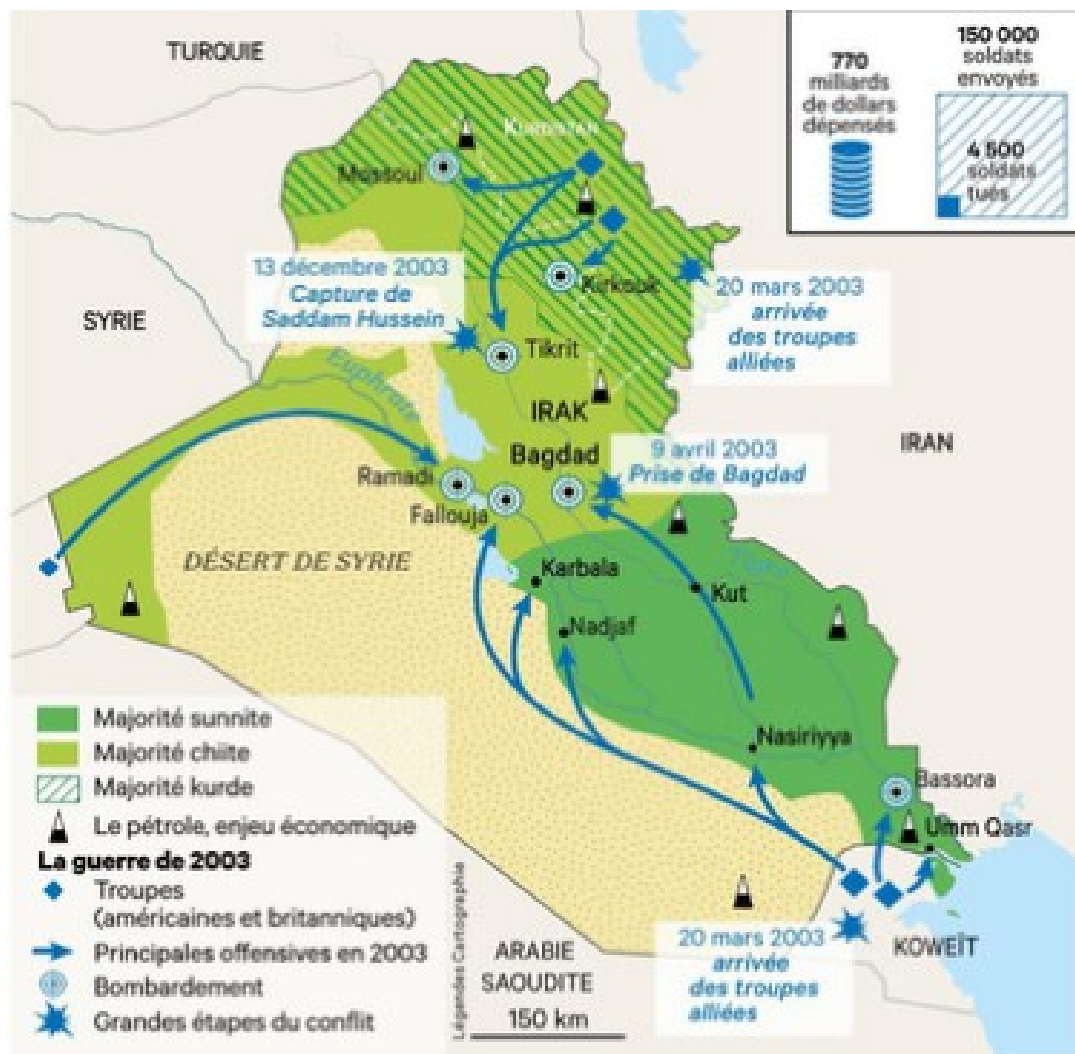 TURQUIE
150 000
soldats
envoyés
770
milliards
de dollars
dépensés
4 500
soldats
tués
KURDISTAN
Mossoul
13 décembre 2003
Capture de
Saddam Hussein
Kirkouk
20 mars 2003
arrivée
des troupes
alliées
SYRIE
Tikrit
Euphrate
IRAK
IRAN
Bagdad
9 avril 2003
Prise de Bagdad
Ramadi
Fallouja
DÉSERT DE SYRIE
Karbala
Tigre
Kut
Nadjaf
Nasiriyya
Bassora
Umm Qasr
Majorité sunnite
Majorité chiite
Majorité kurde
Le pétrole, enjeu économique
La guerre de 2003
Troupes
(américaines et britanniques)
Principales offensives en 2003
Bombardement
Grandes étapes du conflit
Légendes Cartographie
ARABIE
SAOUDITE
150 km
20 mars 2003
arrivée
des troupes
alliées
KOWEÏT